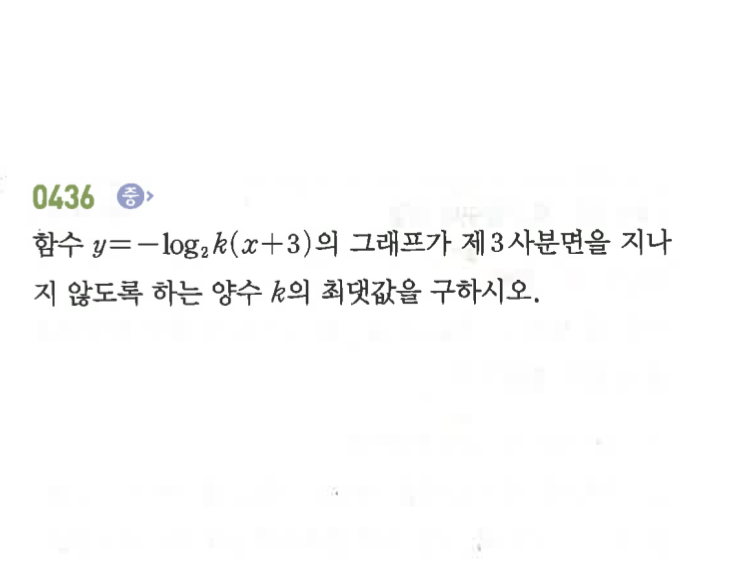 0436 중
함수 y=-log₂k(x+3)의 그래프가 제3사분면을 지나
지 않도록 하는 양수 k의 최댓값을 구하시오.